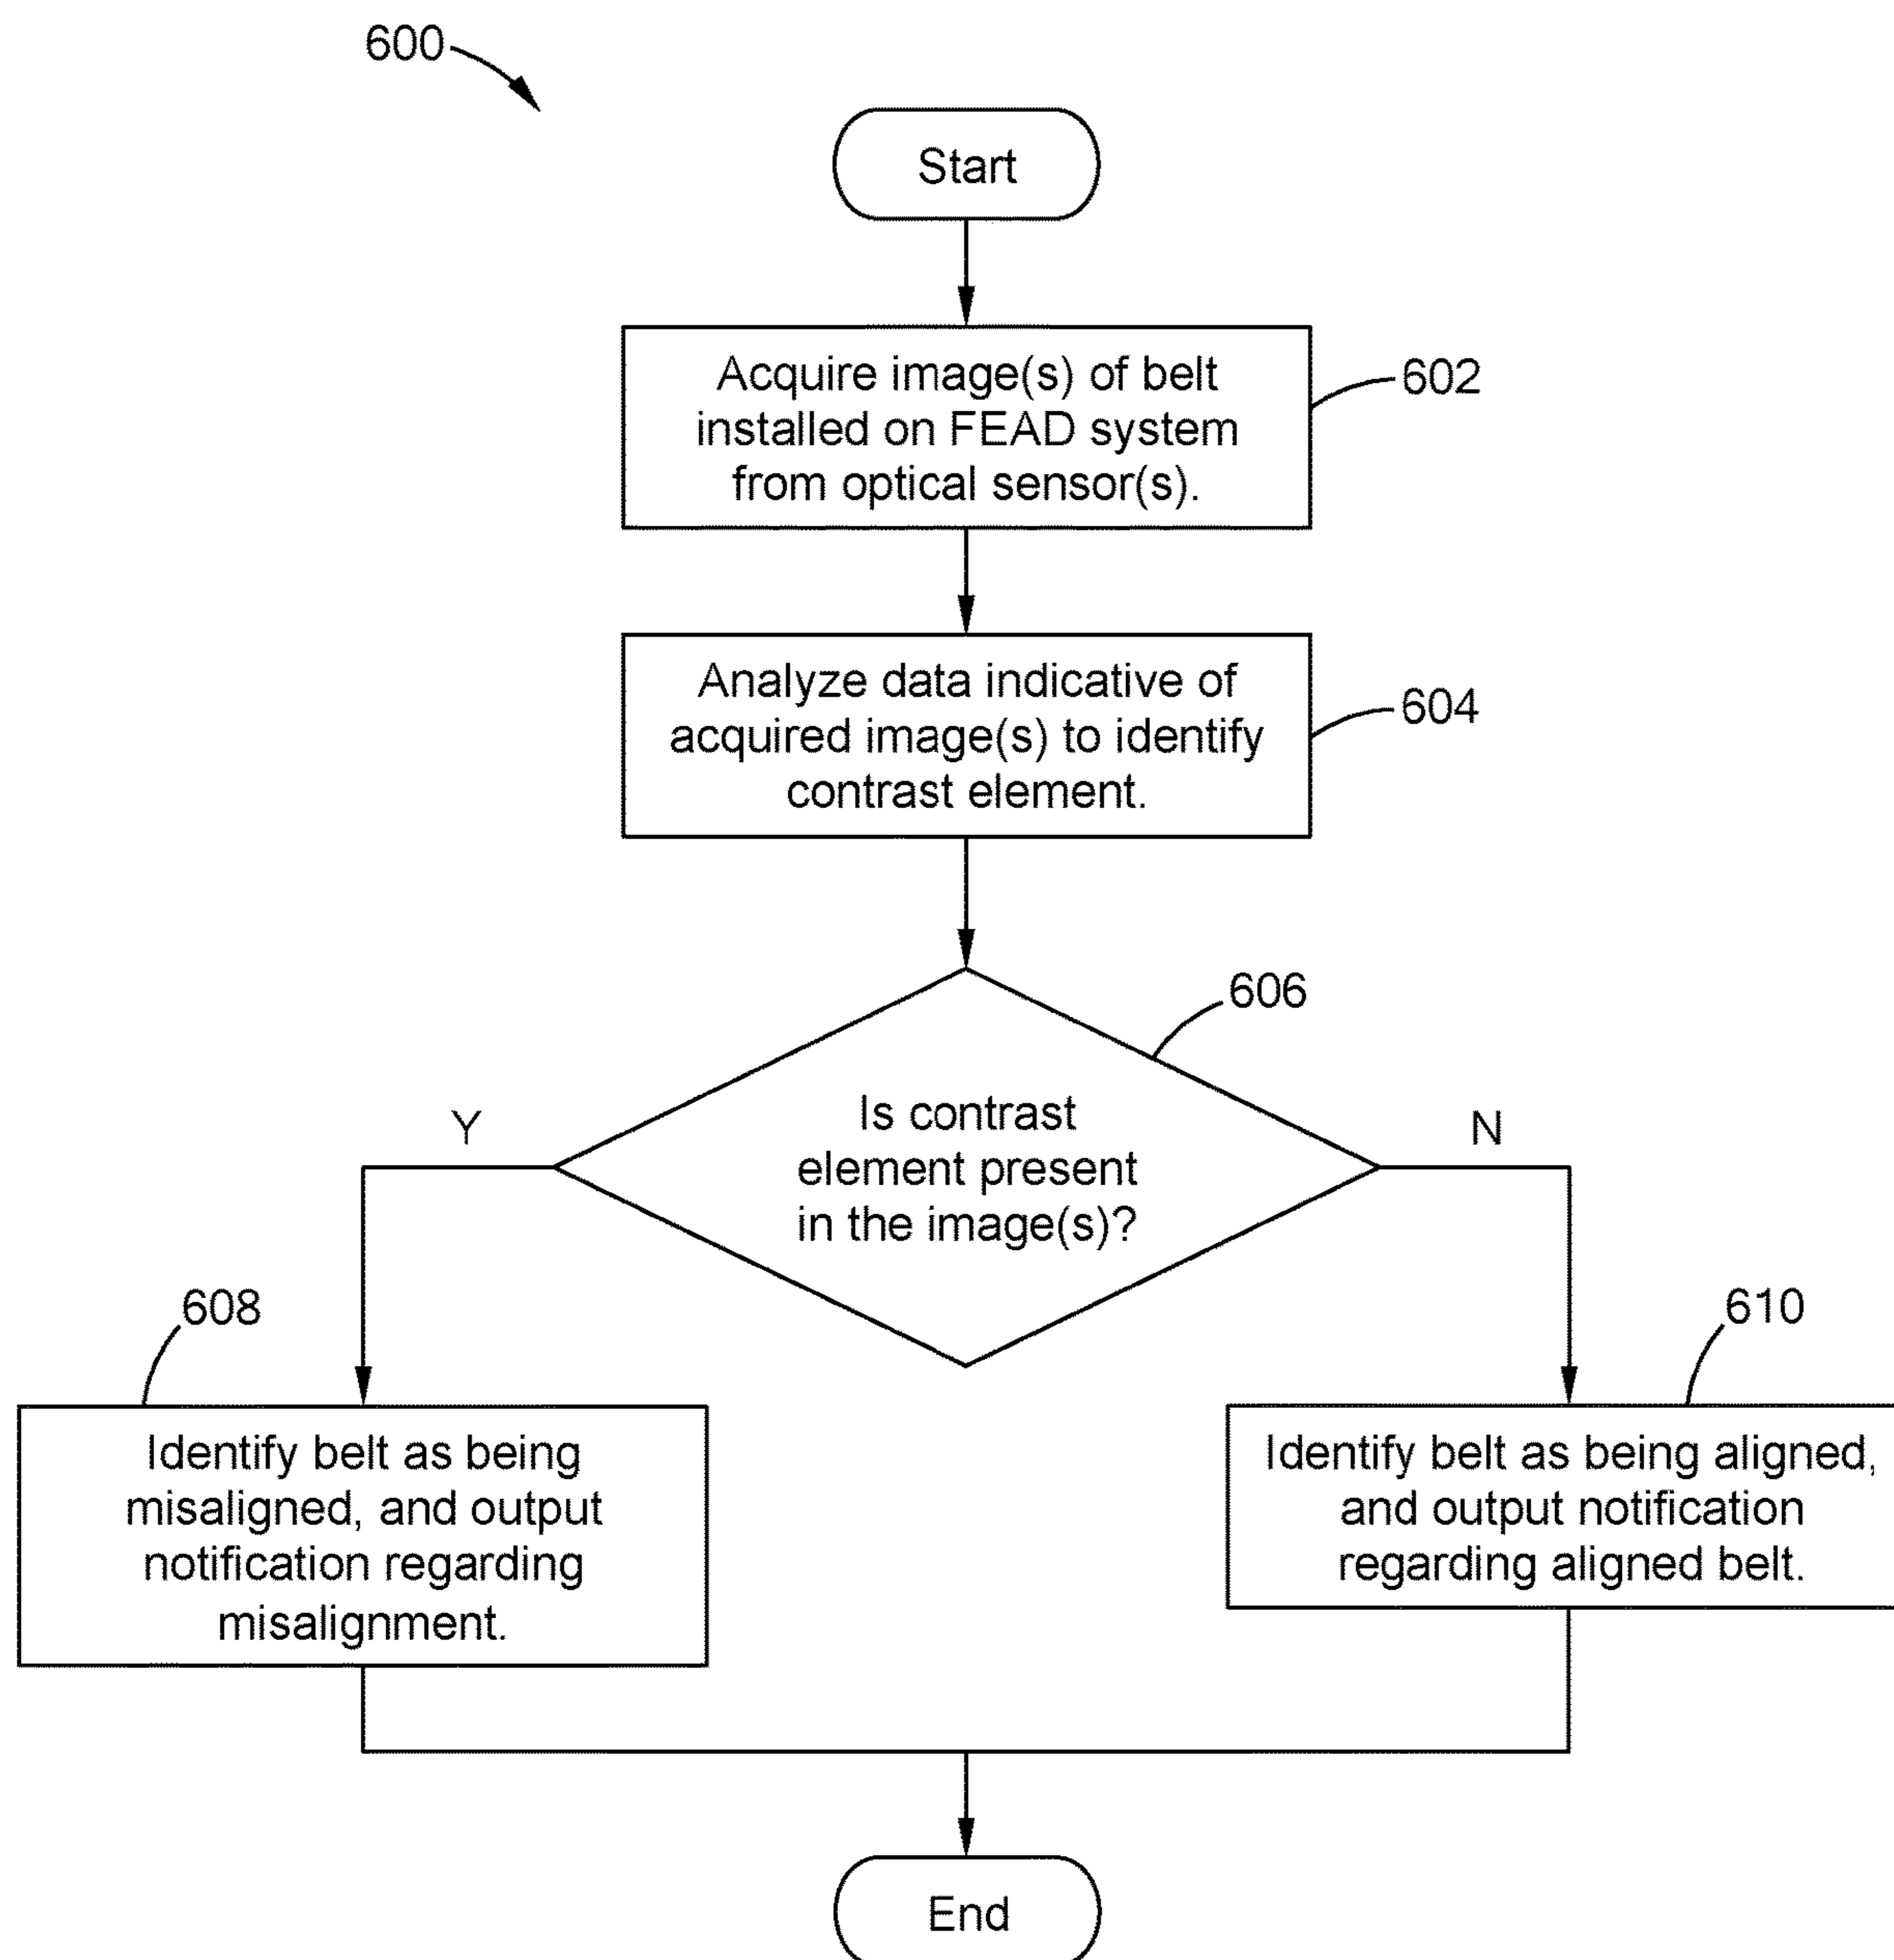 600
Start
Acquire image(s) of belt
installed on FEAD system
from optical sensor(s).
602
Analyze data indicative of
acquired image(s) to identify
contrast element.
604
606
Is contrast
element present
in the image(s)?
Y
N
608
Identify belt as being
misaligned, and output
notification regarding
misalignment.
610
Identify belt as being aligned,
and output notification
regarding aligned belt.
End